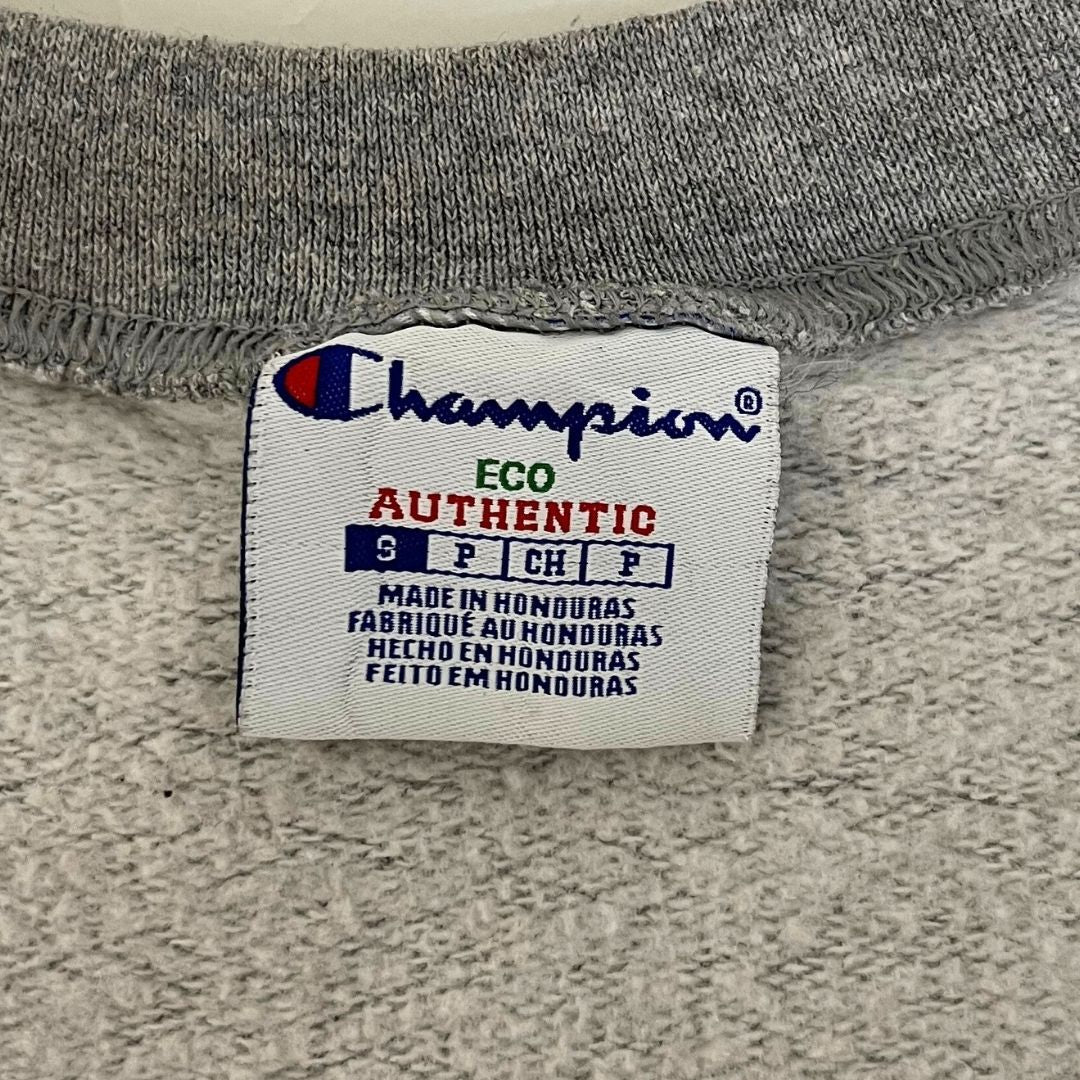 Champion®
ECO
AUTHENTIC
S P CH P
MADE IN HONDURAS
FABRIQUÉ AU HONDURAS
HECHO EN HONDURAS
FEITO EM HONDURAS